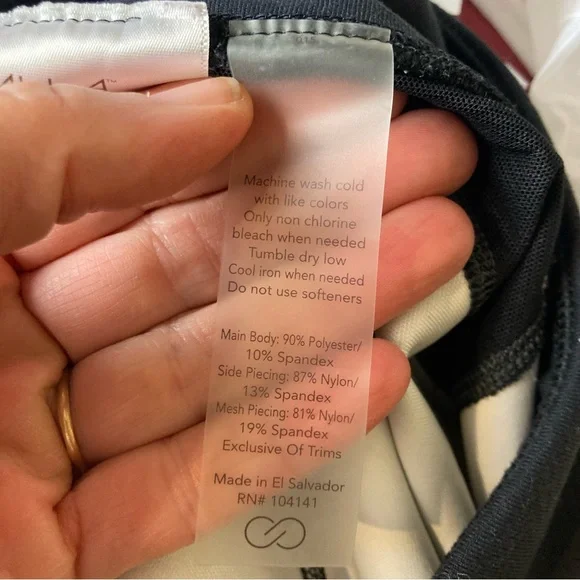 Machine wash cold
with like colors
Only non chlorine
bleach when needed
Tumble dry low
Cool iron when needed
Do not use softeners
Main Body: 90% Polyester/
10% Spandex
Side Piecing: 87% Nylon/
13% Spandex
Mesh Piecing: 81% Nylon/
19% Spandex
Exclusive Of Trims
Made in El Salvador
RN# 104141